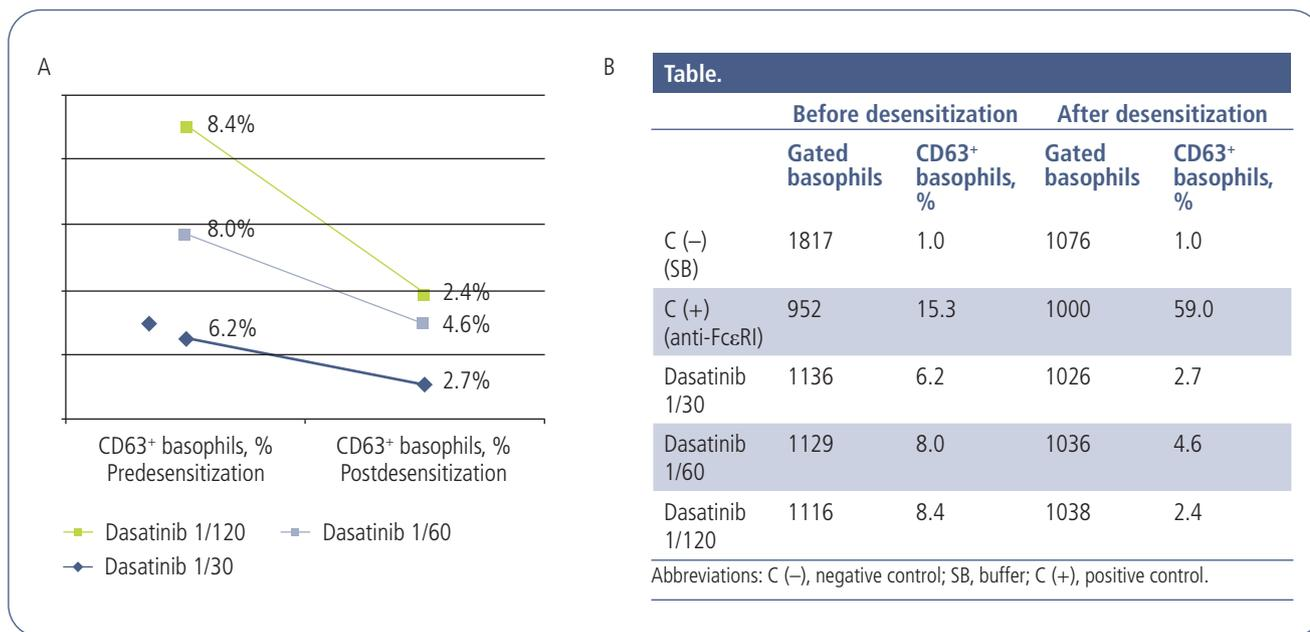 A
8.4%
8.0%
2.4%
4.6%
6.2%
2.7%
CD63⁺ basophils, % CD63⁺ basophils, %
Predesensitization Postdesensitization
Dasatinib 1/120 Dasatinib 1/60
Dasatinib 1/30
B
Table.
Before desensitization After desensitization
Gated CD63⁺ Gated CD63⁺
basophils basophils, basophils basophils,
% %
C (–) 1817 1.0 1076 1.0
(SB)
C (+) 952 15.3 1000 59.0
(anti-FcεRI)
Dasatinib 1136 6.2 1026 2.7
1/30
Dasatinib 1129 8.0 1036 4.6
1/60
Dasatinib 1116 8.4 1038 2.4
1/120
Abbreviations: C (–), negative control; SB, buffer; C (+), positive control.